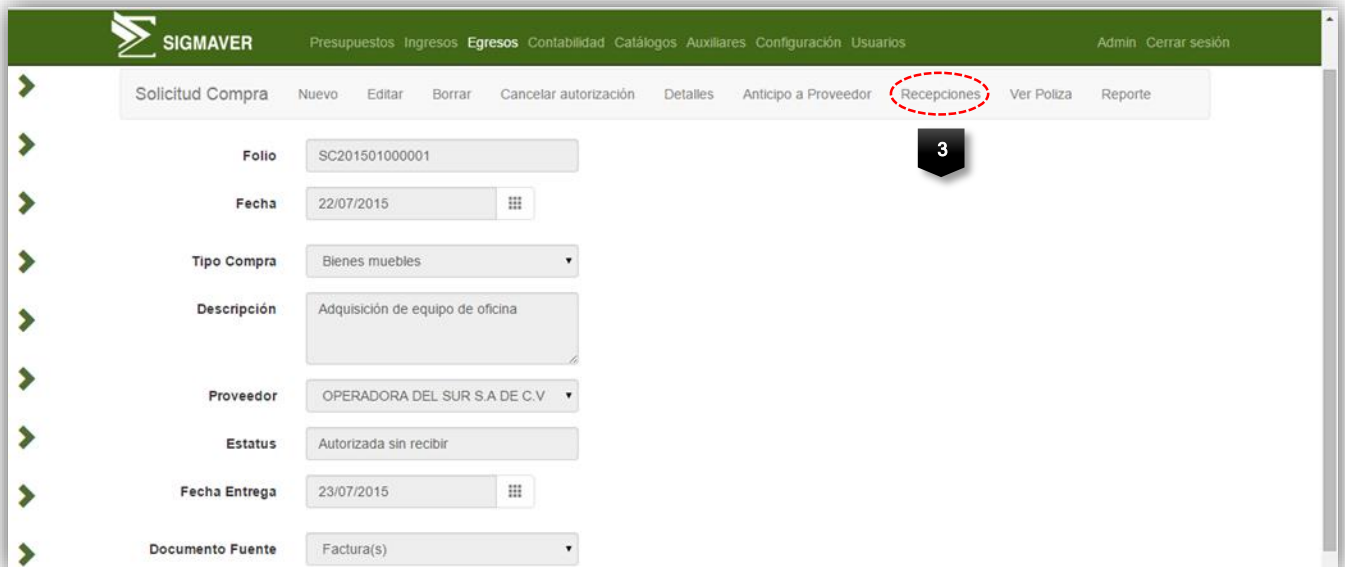 SIGMAVER Presupuestos Ingresos Egresos Contabilidad Catálogos Auxiliares Configuración Usuarios Admin Cerrar sesión
Solicitud Compra Nuevo Editar Borrar Cancelar autorización Detalles Anticipo a Proveedor Recepciones Ver Poliza Reporte
3
Folio SC201501000001
Fecha 22/07/2015
Tipo Compra Bienes muebles
Descripción Adquisición de equipo de oficina
Proveedor OPERADORA DEL SUR S.A DE C.V
Estatus Autorizada sin recibir
Fecha Entrega 23/07/2015
Documento Fuente Factura(s)